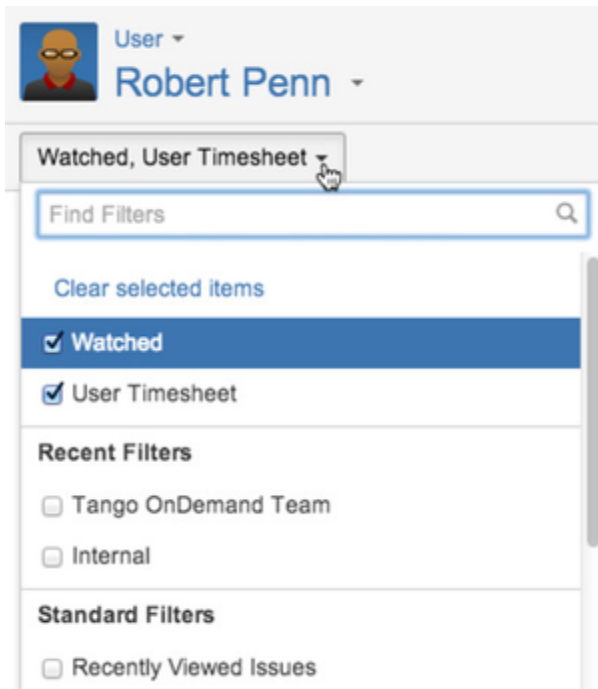 User
Robert Penn
Watched, User Timesheet
Find Filters
Clear selected items
Watched
User Timesheet
Recent Filters
Tango OnDemand Team
Internal
Standard Filters
Recently Viewed Issues